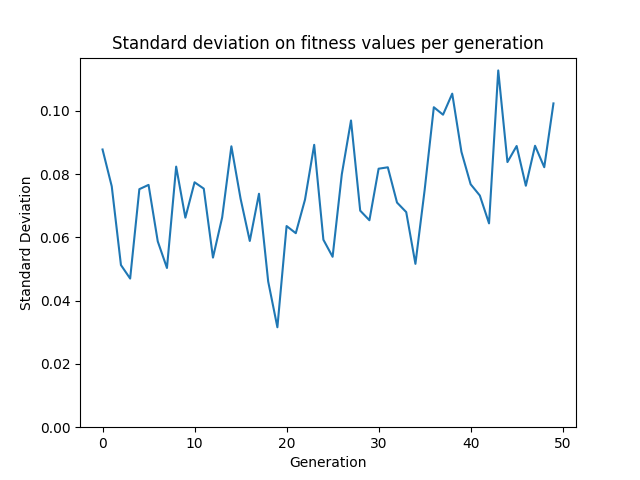 Standard deviation on fitness values per generation
Standard Deviation
0.10
0.08
0.06
0.04
0.02
0.00
0 10 20 30 40 50
Generation